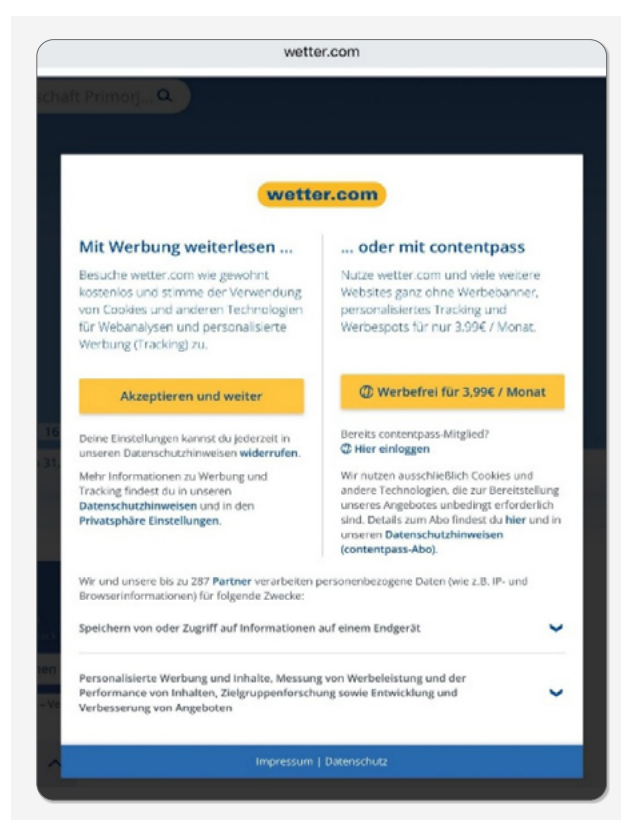 wetter.com
schaft Primorj...
wetter.com
Mit Werbung weiterlesen ...
Besuche wetter.com wie gewohnt
kostenlos und stimme der Verwendung
von Cookies und anderen Technologien
für Webanalysen und personalisierte
Werbung (Tracking) zu.
Akzeptieren und weiter
Deine Einstellungen kannst du jederzeit in
unseren Datenschutzhinweisen widerrufen.
Mehr Informationen zu Werbung und
Tracking findest du in unseren
Datenschutzhinweisen und in den
Privatsphäre Einstellungen.
... oder mit contentpass
Nutze wetter.com und viele weitere
Websites ganz ohne Werbebanner,
personalisiertes Tracking und
Werbespots für nur 3,99€ / Monat.
Werbefrei für 3,99€ / Monat
Bereits contentpass-Mitglied?
Hier einloggen
Wir nutzen ausschließlich Cookies und
andere Technologien, die zur Bereitstellung
unseres Angebotes unbedingt erforderlich
sind. Details zum Abo findest du hier und in
unseren Datenschutzhinweisen
(contentpass-Abo).
Wir und unsere bis zu 287 Partner verarbeiten personenbezogene Daten (wie z.B. IP- und
Browserinformationen) für folgende Zwecke:
Speichern von oder Zugriff auf Informationen auf einem Endgerät
Personalisierte Werbung und Inhalte, Messung von Werbeleistung und der
Performance von Inhalten, Zielgruppenforschung sowie Entwicklung und
Verbesserung von Angeboten
Impressum | Datenschutz